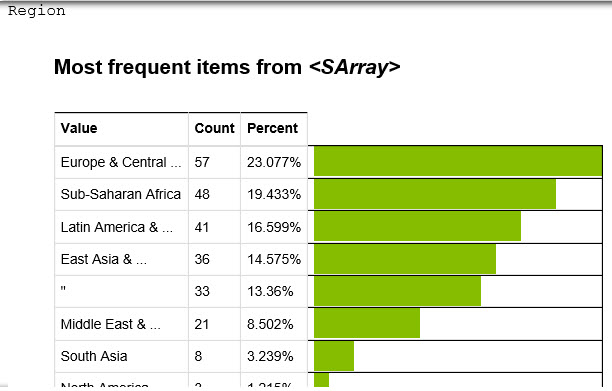 Region
Most frequent items from <SArray>
Value Count Percent
Europe & Central ... 57 23.077%
Sub-Saharan Africa 48 19.433%
Latin America & ... 41 16.599%
East Asia & ... 36 14.575%
" 33 13.36%
Middle East & ... 21 8.502%
South Asia 8 3.239%
North America 3 1.215%